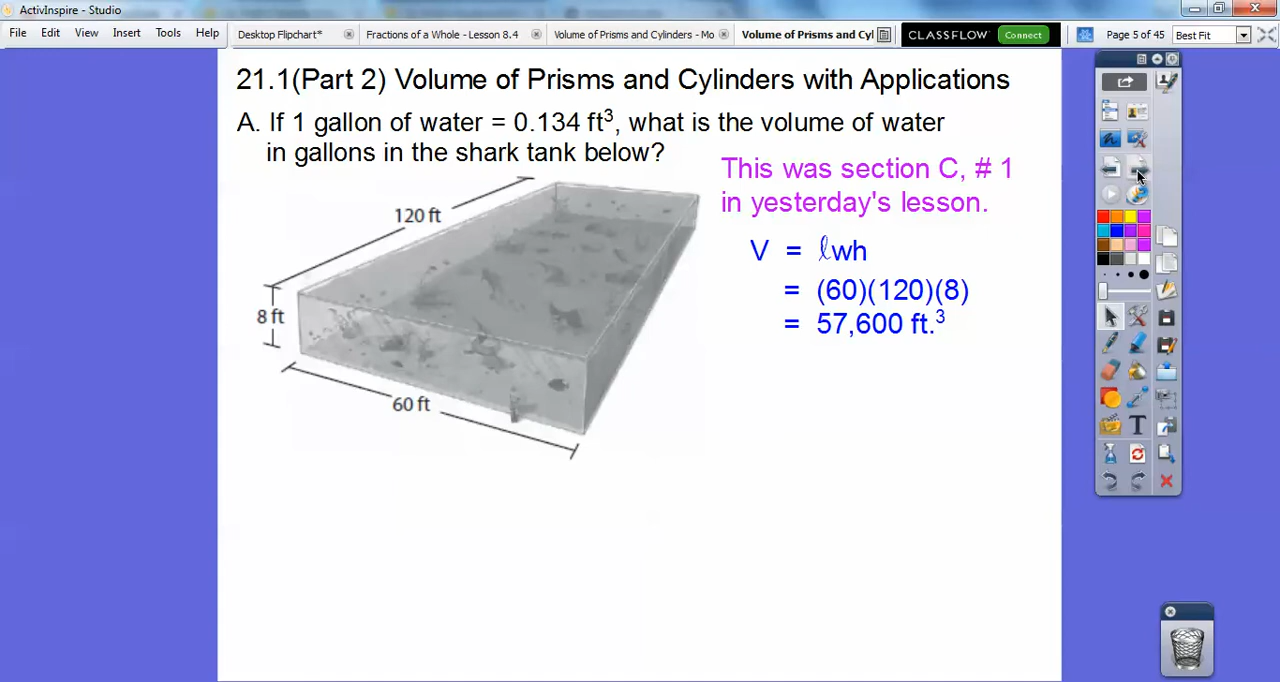 ActivInspire - Studio
File Edit View Insert Tools Help
Desktop Flipchart*
Fractions of a Whole - Lesson 8.4
Volume of Prisms and Cylinders - Mo
Volume of Prisms and Cyl
CLASSFLOW Connect
Page 5 of 45
Best Fit
21.1(Part 2) Volume of Prisms and Cylinders with Applications
A. If 1 gallon of water = 0.134 ft³, what is the volume of water
in gallons in the shark tank below?
This was section C, # 1
in yesterday's lesson.
120 ft
8 ft
60 ft
V = ℓwh
= (60)(120)(8)
= 57,600 ft.³
T